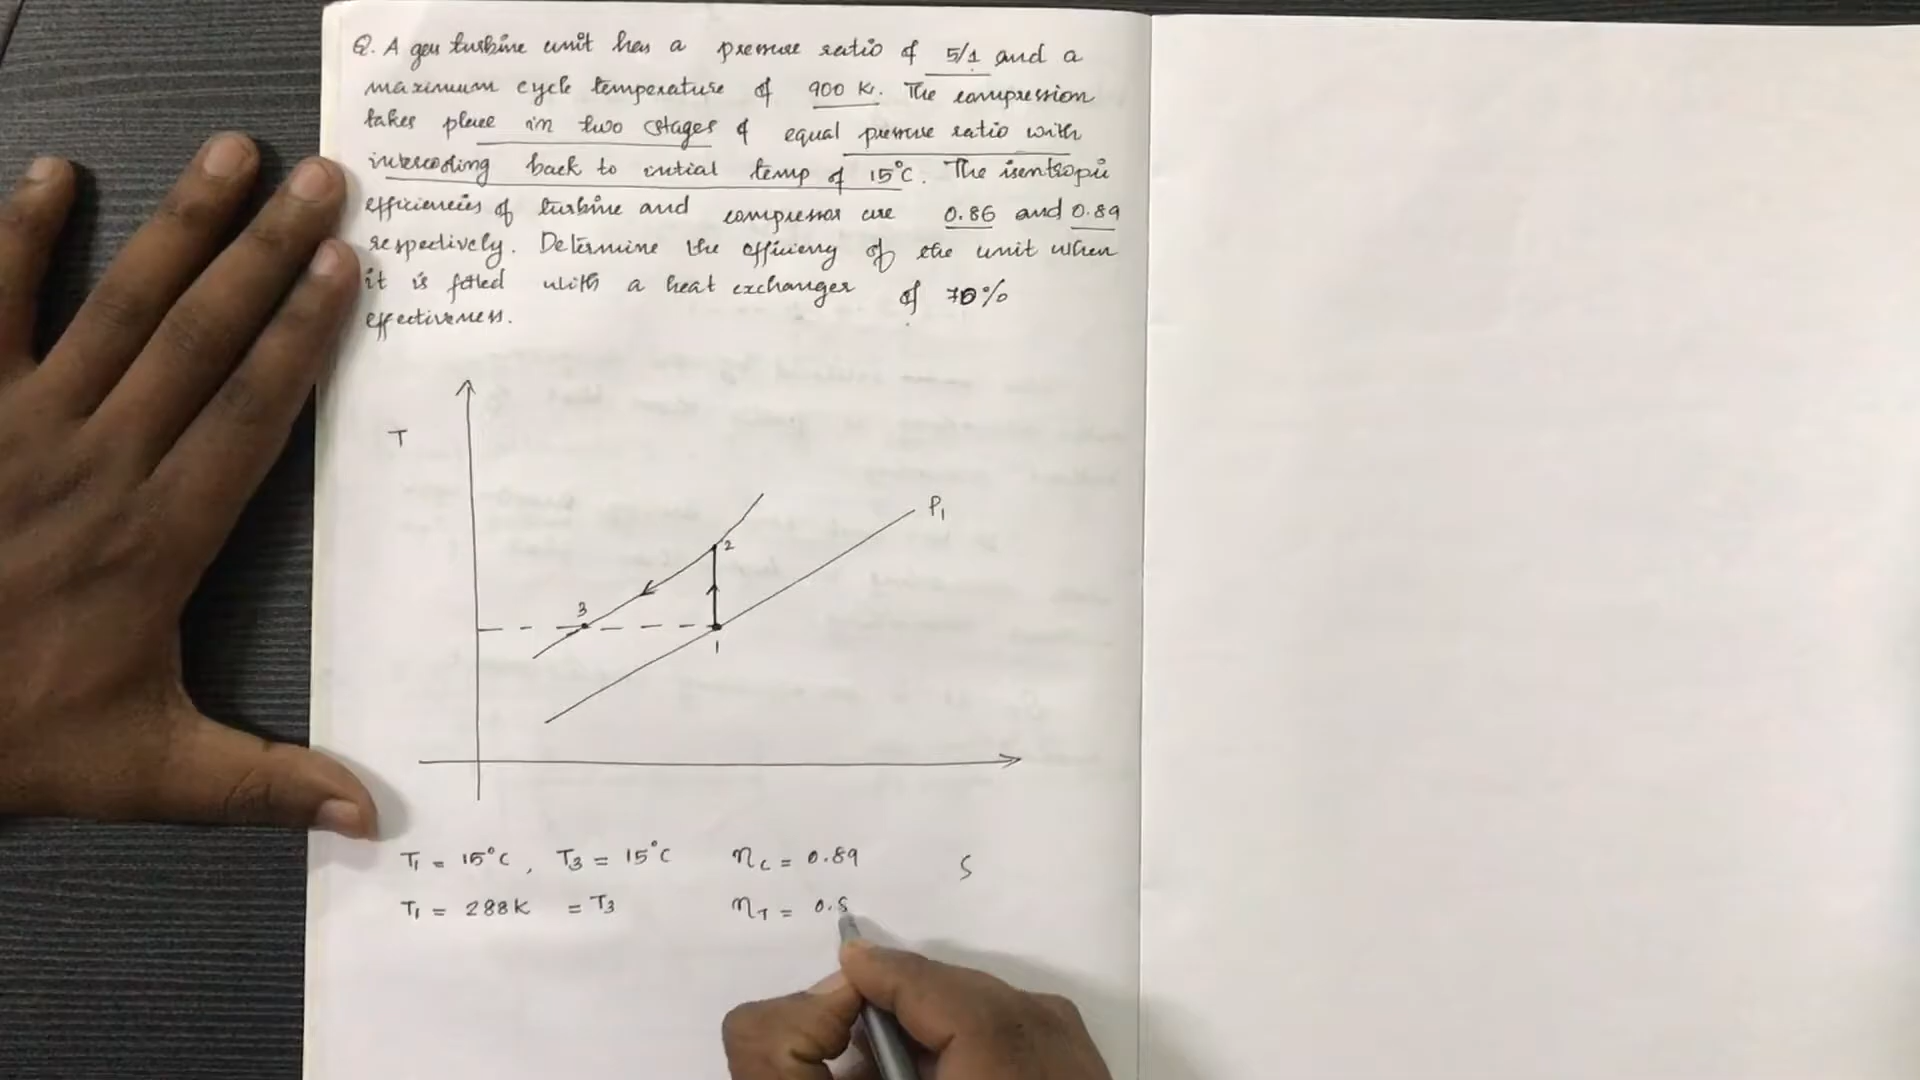 Q. A gas turbine unit has a pressure ratio of 5/1 and a
maximum cycle temperature of 900 K. The compression
takes place in two stages of equal pressure ratio with
intercooling back to intial temp of 15°C. The isentropic
efficiencies of turbine and compressor are 0.86 and 0.89
respectively. Determine the efficieny of the unit when
it is fitted with a heat exchanger of 70%
effectiveness.
T
P₁
2
3
1
T₁ = 15°C, T₃ = 15°C η_C = 0.89
S
T₁ = 288K = T₃ η_T = 0.8